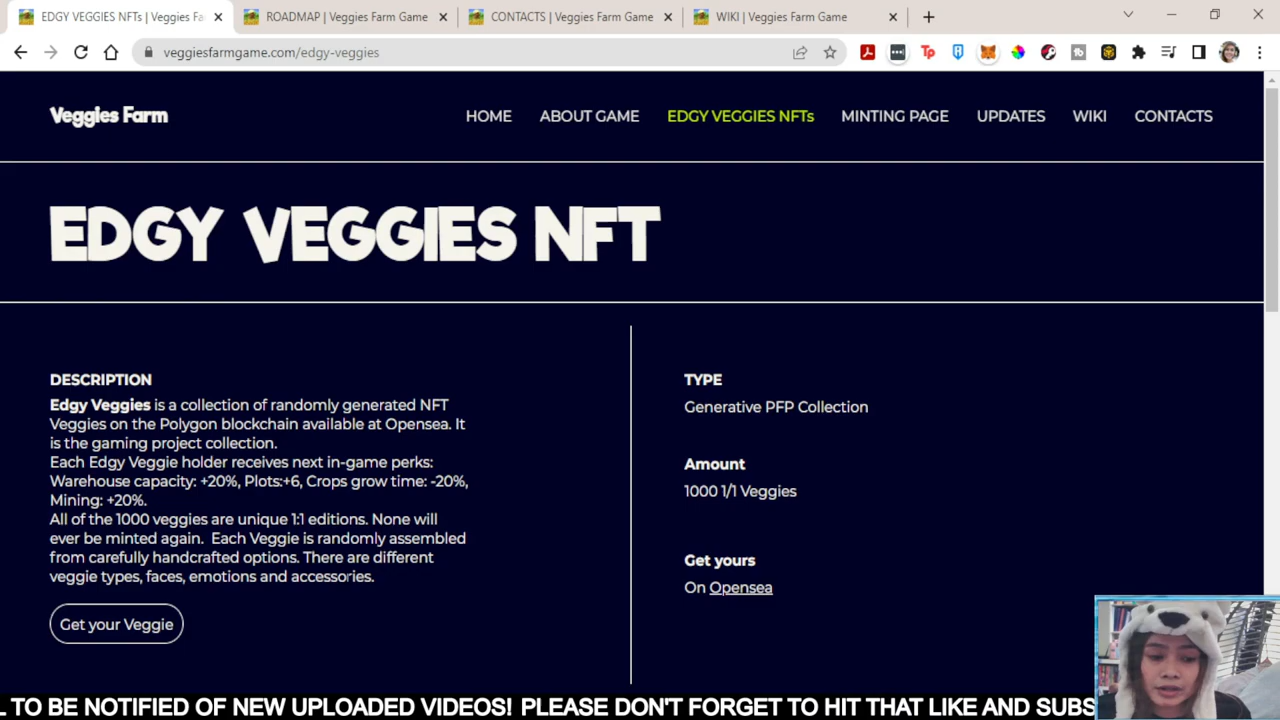 EDGY VEGGIES NFTs | Veggies Fa
ROADMAP | Veggies Farm Game
CONTACTS | Veggies Farm Game
WIKI | Veggies Farm Game
veggiesfarmgame.com/edgy-veggies
Veggies Farm
HOME
ABOUT GAME
EDGY VEGGIES NFTs
MINTING PAGE
UPDATES
WIKI
CONTACTS
EDGY VEGGIES NFT
DESCRIPTION
Edgy Veggies is a collection of randomly generated NFT
Veggies on the Polygon blockchain available at Opensea. It
is the gaming project collection.
Each Edgy Veggie holder receives next in-game perks:
Warehouse capacity: +20%, Plots:+6, Crops grow time: -20%,
Mining: +20%.
All of the 1000 veggies are unique 1:1 editions. None will
ever be minted again. Each Veggie is randomly assembled
from carefully handcrafted options. There are different
veggie types, faces, emotions and accessories.
Get your Veggie
TYPE
Generative PFP Collection
Amount
1000 1/1 Veggies
Get yours
On Opensea
L TO BE NOTIFIED OF NEW UPLOADED VIDEOS! PLEASE DON'T FORGET TO HIT THAT LIKE AND SUBS